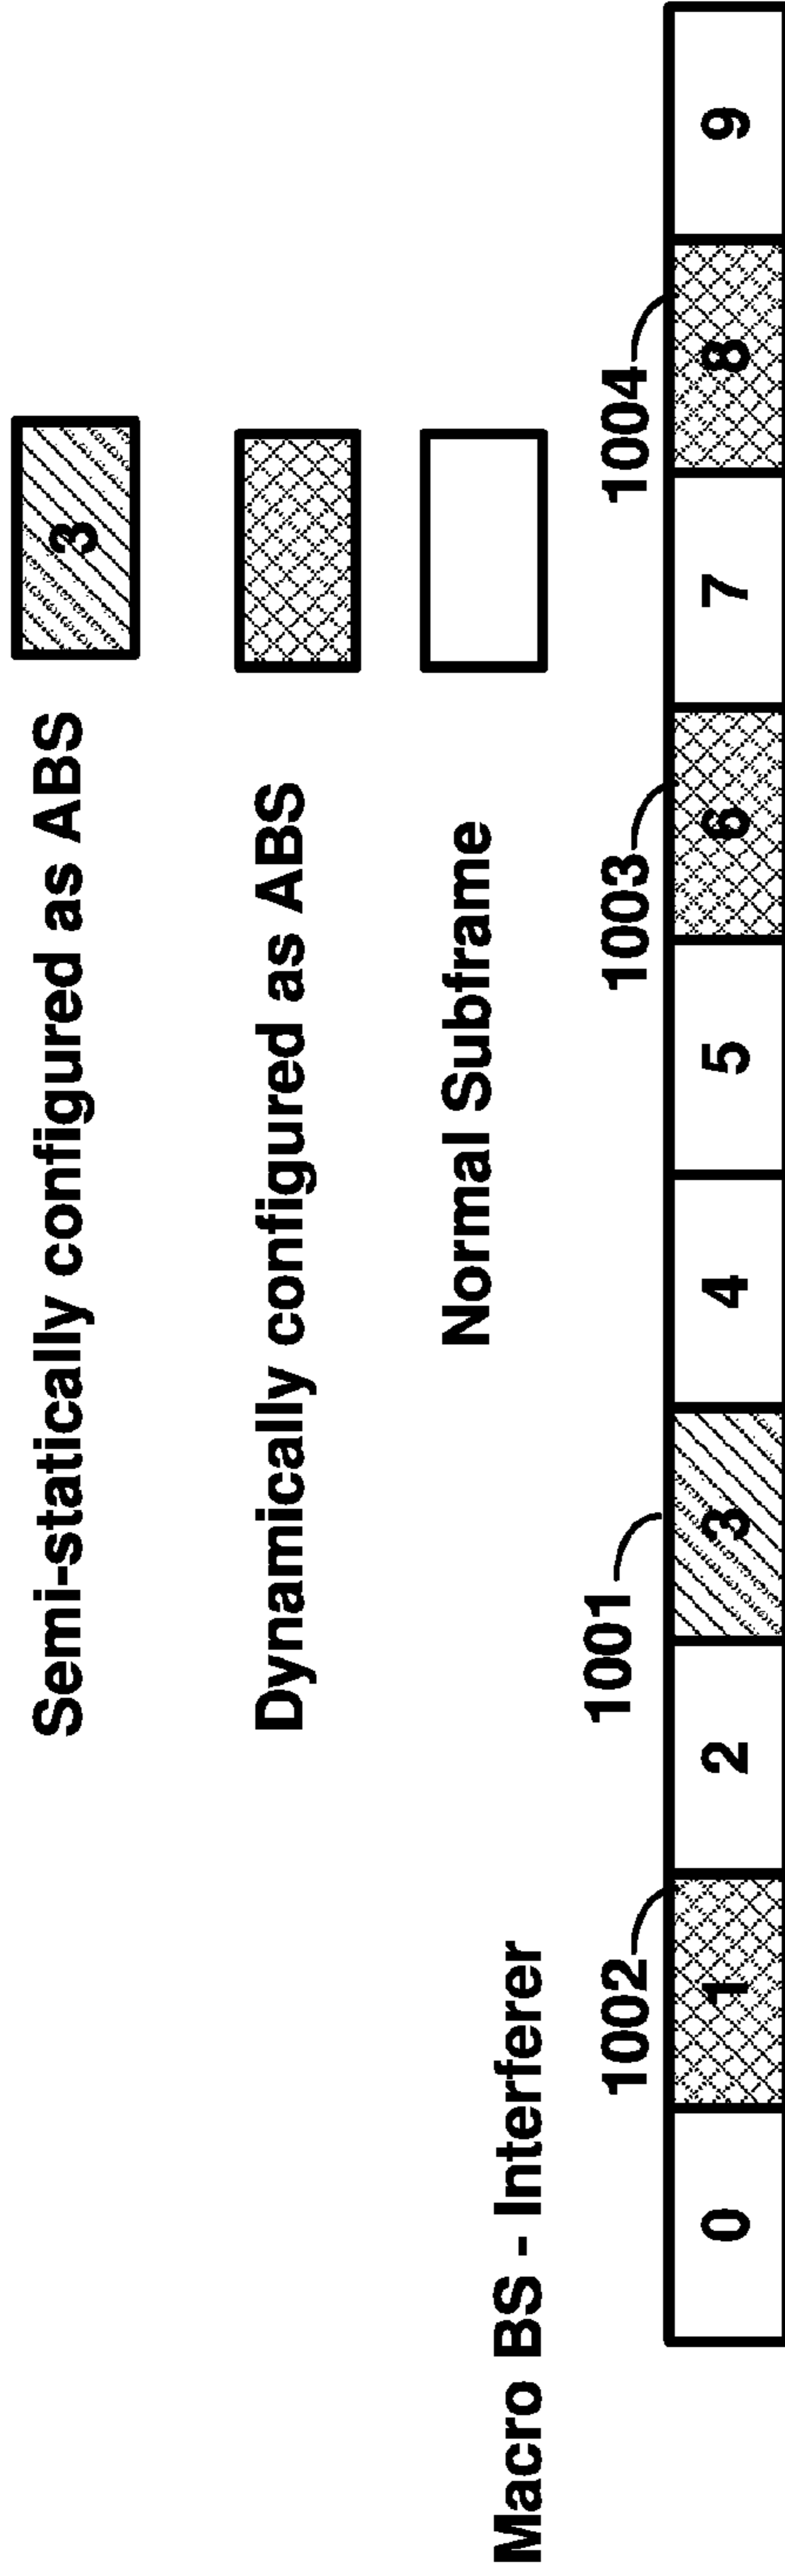 Semi-statically configured as ABS
3
Dynamically configured as ABS
Normal Subframe
Macro BS - Interferer
1002
1001
1003
1004
0 1 2 3 4 5 6 7 8 9